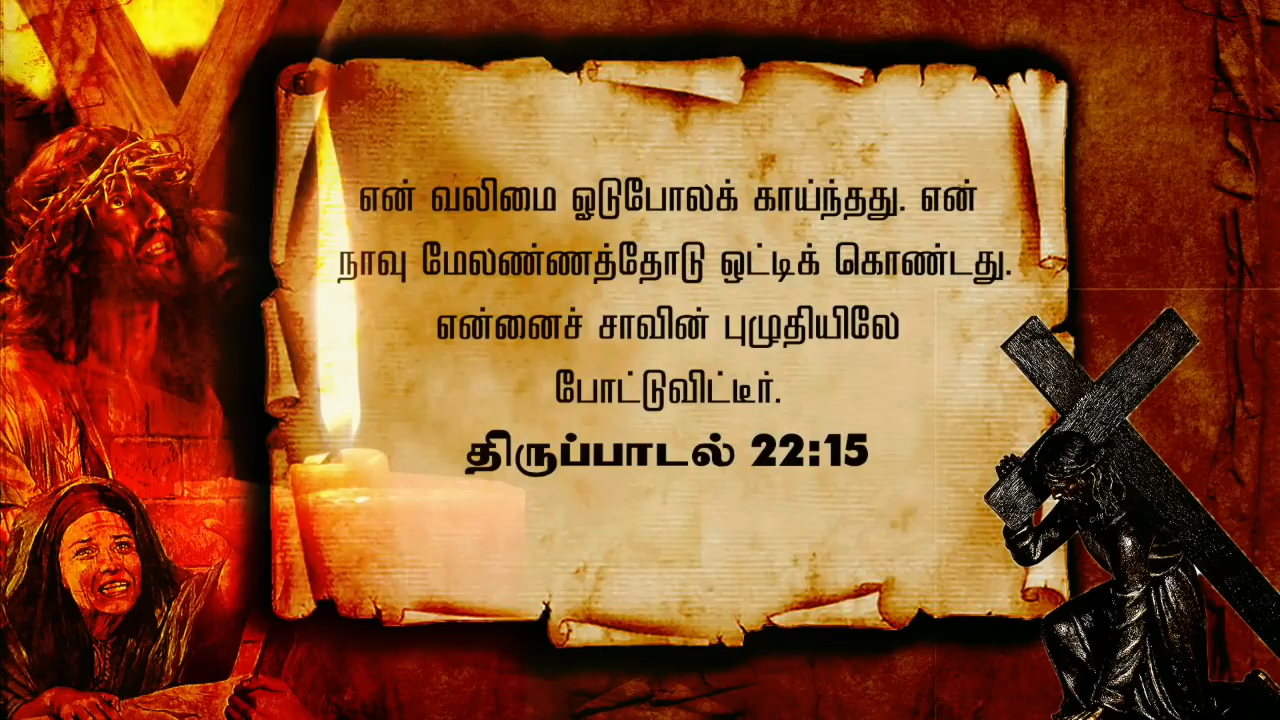 என் வலிமை ஓடுபோலக் காய்ந்தது. என்
நாவு மேலண்ணத்தோடு ஒட்டிக் கொண்டது.
என்னைச் சாவின் புழுதியிலே
போட்டுவிட்டீர்.
திருப்பாடல் 22:15